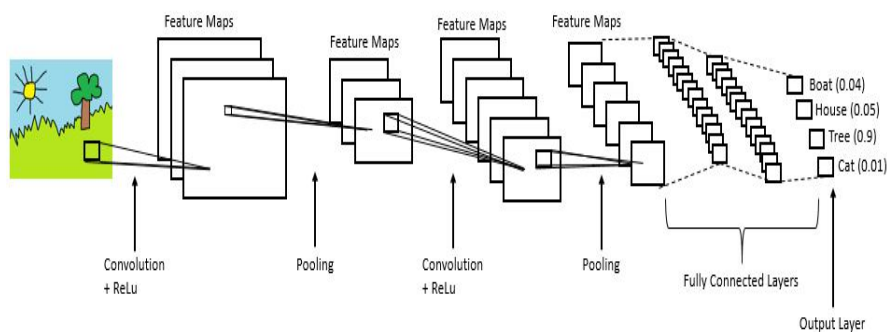 Feature Maps
Feature Maps
Feature Maps
Feature Maps
Boat (0.04)
House (0.05)
Tree (0.9)
Cat (0.01)
Convolution
+ ReLu
Pooling
Convolution
+ ReLu
Pooling
Fully Connected Layers
Output Layer